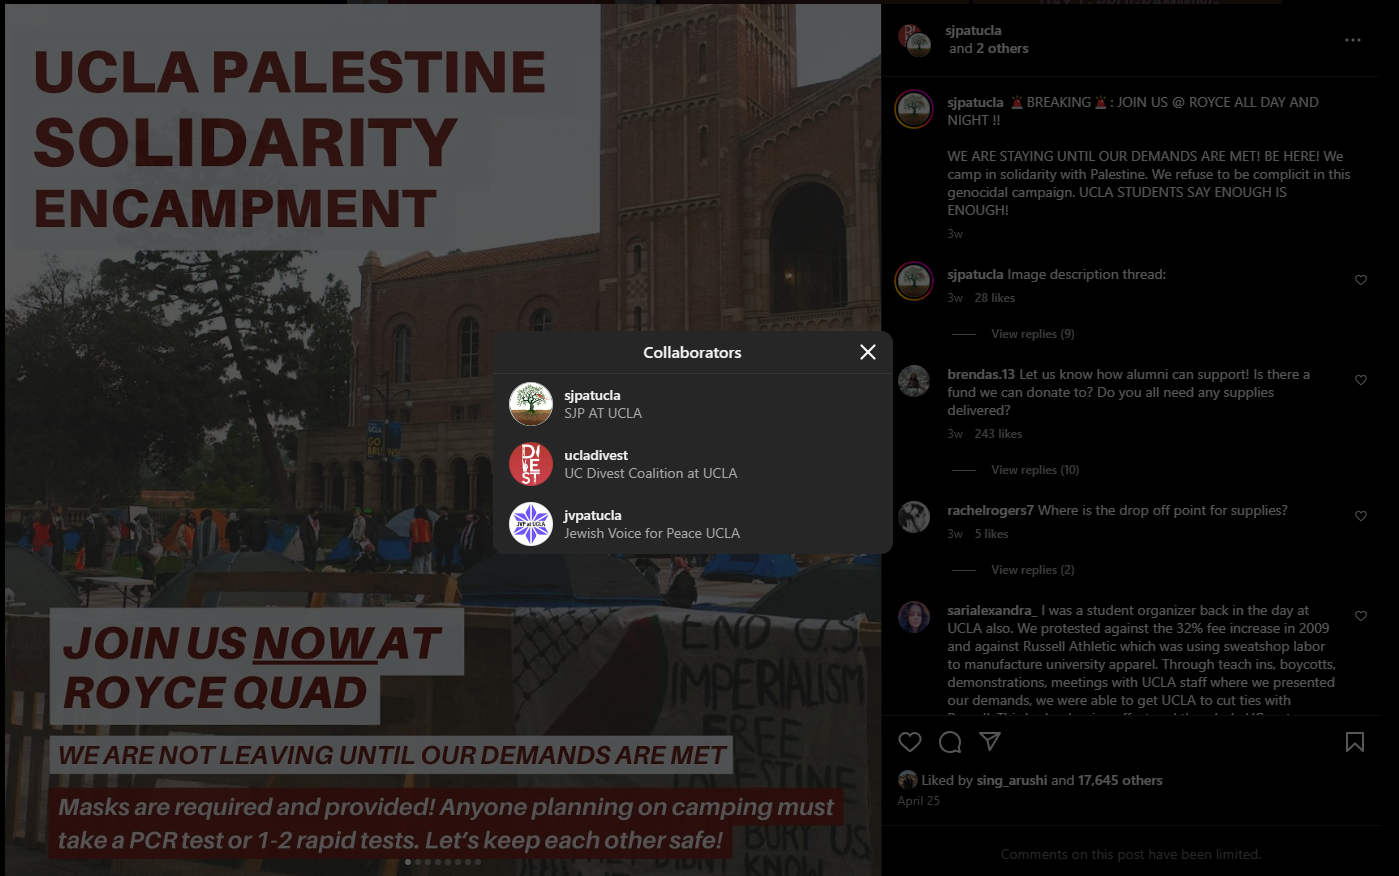 UCLA PALESTINE
SOLIDARITY
ENCAMPMENT
UCLA
GO
BRUINS!
JOIN US NOW AT
ROYCE QUAD
WE ARE NOT LEAVING UNTIL OUR DEMANDS ARE MET
Masks are required and provided! Anyone planning on camping must
take a PCR test or 1-2 rapid tests. Let's keep each other safe!
END U.S.
IMPERIALISM
FREE
PALESTINE
BURY US
DIDN'T
KNOW
Collaborators
sjpatucla
SJP AT UCLA
DIVEST
ucladivest
UC Divest Coalition at UCLA
JVP at UCLA
jvpatucla
Jewish Voice for Peace UCLA
sjpatucla
and 2 others
sjpatucla 🚨BREAKING🚨: JOIN US @ ROYCE ALL DAY AND
NIGHT !!
WE ARE STAYING UNTIL OUR DEMANDS ARE MET! BE HERE! We
camp in solidarity with Palestine. We refuse to be complicit in this
genocidal campaign. UCLA STUDENTS SAY ENOUGH IS
ENOUGH!
3w
sjpatucla Image description thread:
3w 28 likes
View replies (9)
brendas.13 Let us know how alumni can support! Is there a
fund we can donate to? Do you all need any supplies
delivered?
3w 243 likes
View replies (10)
rachelrogers7 Where is the drop off point for supplies?
3w 5 likes
View replies (2)
sarialexandra_ I was a student organizer back in the day at
UCLA also. We protested against the 32% fee increase in 2009
and against Russell Athletic which was using sweatshop labor
to manufacture university apparel. Through teach ins, boycotts,
demonstrations, meetings with UCLA staff where we presented
our demands, we were able to get UCLA to cut ties with
Liked by sing_arushi and 17,645 others
April 25
Comments on this post have been limited.